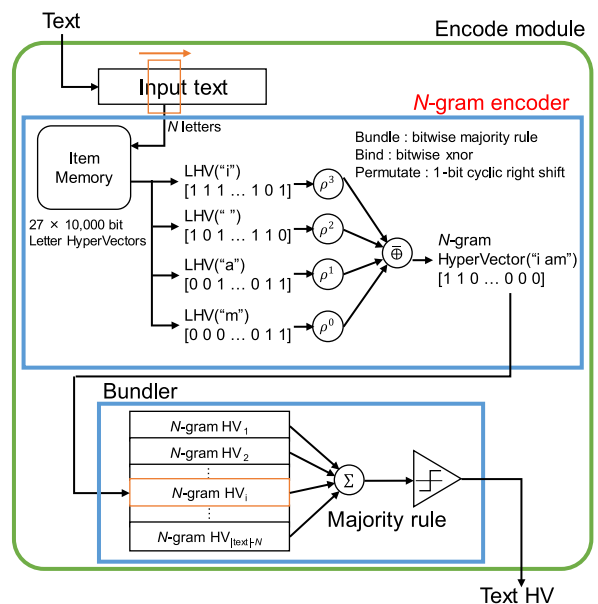 Text
Encode module
Input text
N-gram encoder
N letters
Item
Memory
27 × 10,000 bit
Letter HyperVectors
Bundle : bitwise majority rule
Bind : bitwise xnor
Permutate : 1-bit cyclic right shift
LHV(“i”)
[1 1 1 … 1 0 1]
ρ³
LHV(“ ”)
[1 0 1 … 1 1 0]
ρ²
LHV(“a”)
[0 0 1 … 0 1 1]
ρ¹
LHV(“m”)
[0 0 0 … 0 1 1]
ρ⁰
⊕̅
N-gram
HyperVector(“i am”)
[1 1 0 … 0 0 0]
Bundler
N-gram HV₁
N-gram HV₂
⋮
N-gram HVᵢ
⋮
N-gram HV|text|-N
Σ
Majority rule
Text HV